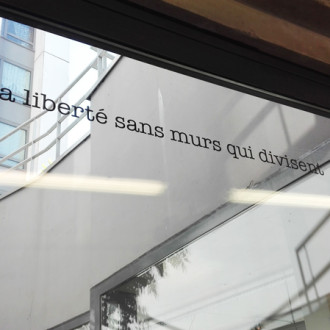 a liberté sans murs qui divisent